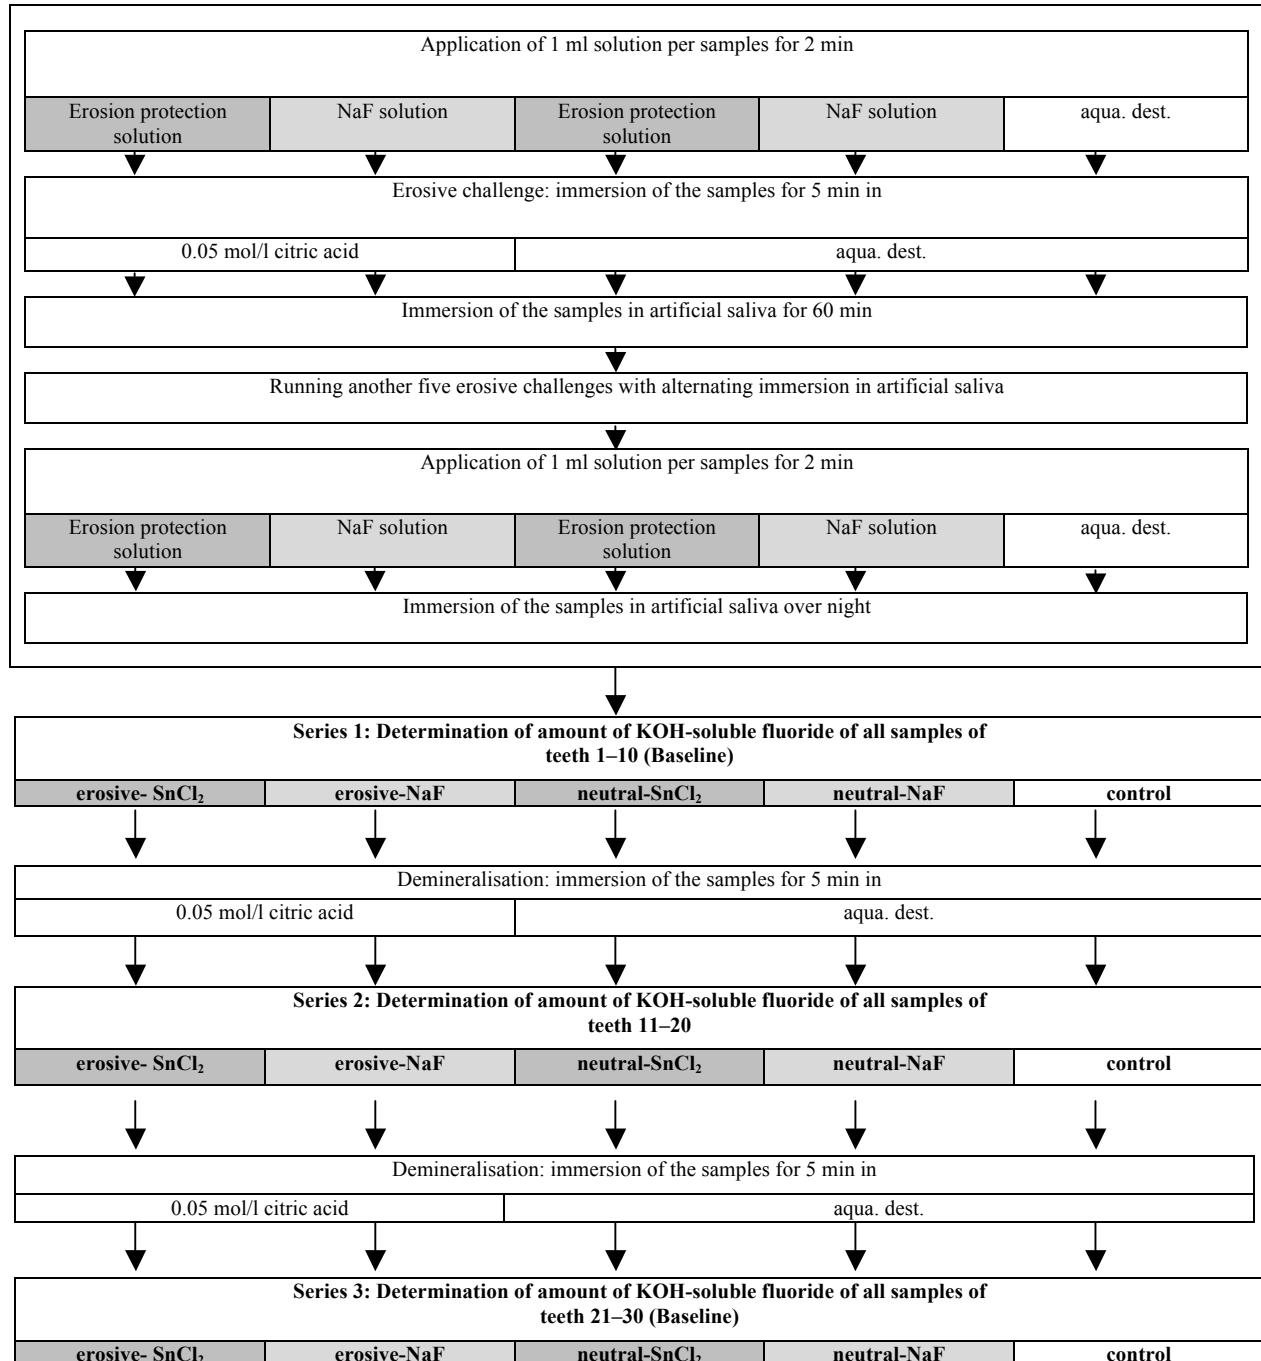 Application of 1 ml solution per samples for 2 min
Erosion protection
solution
NaF solution
Erosion protection
solution
NaF solution
aqua. dest.
Erosive challenge: immersion of the samples for 5 min in
0.05 mol/l citric acid
aqua. dest.
Immersion of the samples in artificial saliva for 60 min
Running another five erosive challenges with alternating immersion in artificial saliva
Application of 1 ml solution per samples for 2 min
Erosion protection
solution
NaF solution
Erosion protection
solution
NaF solution
aqua. dest.
Immersion of the samples in artificial saliva over night
Series 1: Determination of amount of KOH-soluble fluoride of all samples of
teeth 1–10 (Baseline)
erosive- SnCl₂
erosive-NaF
neutral-SnCl₂
neutral-NaF
control
Demineralisation: immersion of the samples for 5 min in
0.05 mol/l citric acid
aqua. dest.
Series 2: Determination of amount of KOH-soluble fluoride of all samples of
teeth 11–20
erosive- SnCl₂
erosive-NaF
neutral-SnCl₂
neutral-NaF
control
Demineralisation: immersion of the samples for 5 min in
0.05 mol/l citric acid
aqua. dest.
Series 3: Determination of amount of KOH-soluble fluoride of all samples of
teeth 21–30 (Baseline)
erosive- SnCl₂
erosive-NaF
neutral-SnCl₂
neutral-NaF
control